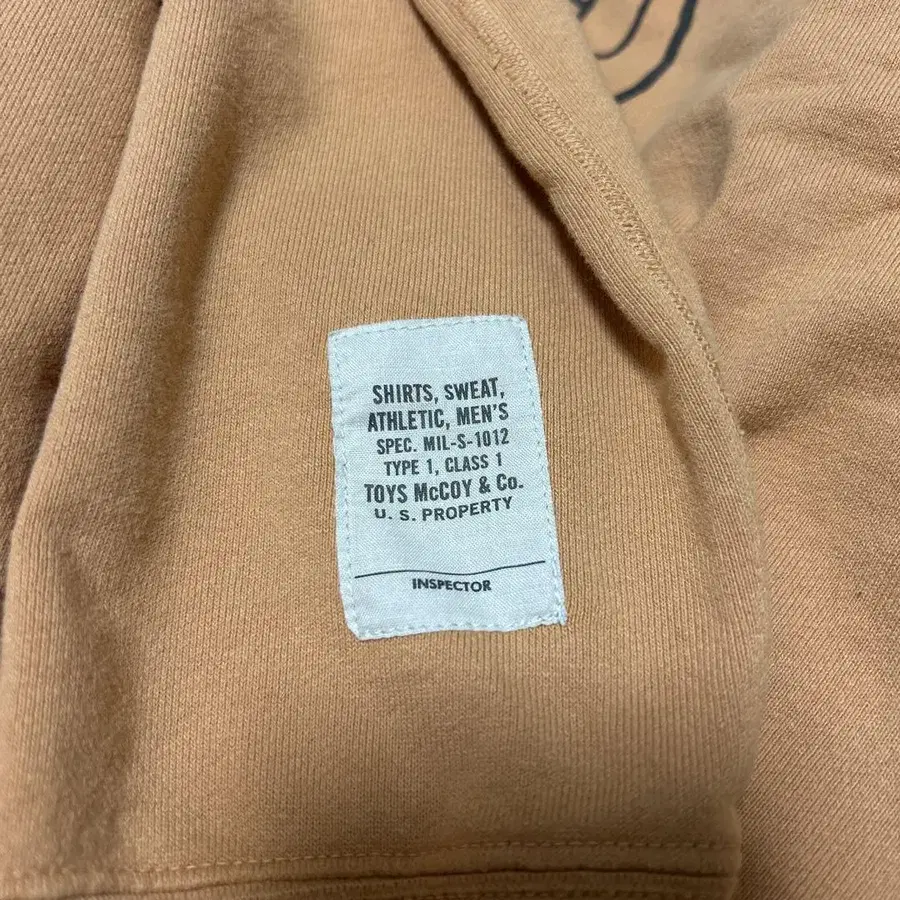 SHIRTS, SWEAT,
ATHLETIC, MEN'S
SPEC. MIL-S-1012
TYPE 1, CLASS 1
TOYS McCOY & Co.
U. S. PROPERTY
INSPECTOR